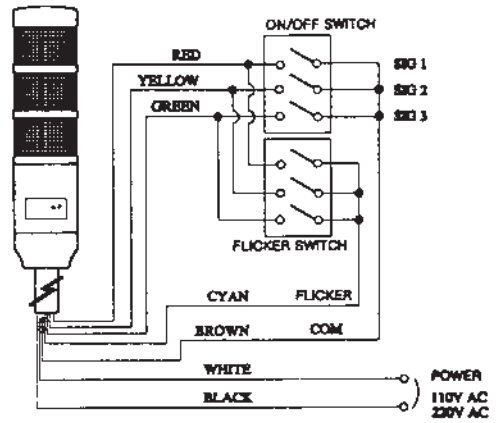 ON/OFF SWITCH
RED
SIG 1
YELLOW
SIG 2
GREEN
SIG 3
FLICKER SWITCH
CYAN FLICKER
BROWN COM
WHITE
POWER
BLACK
110V AC
220V AC